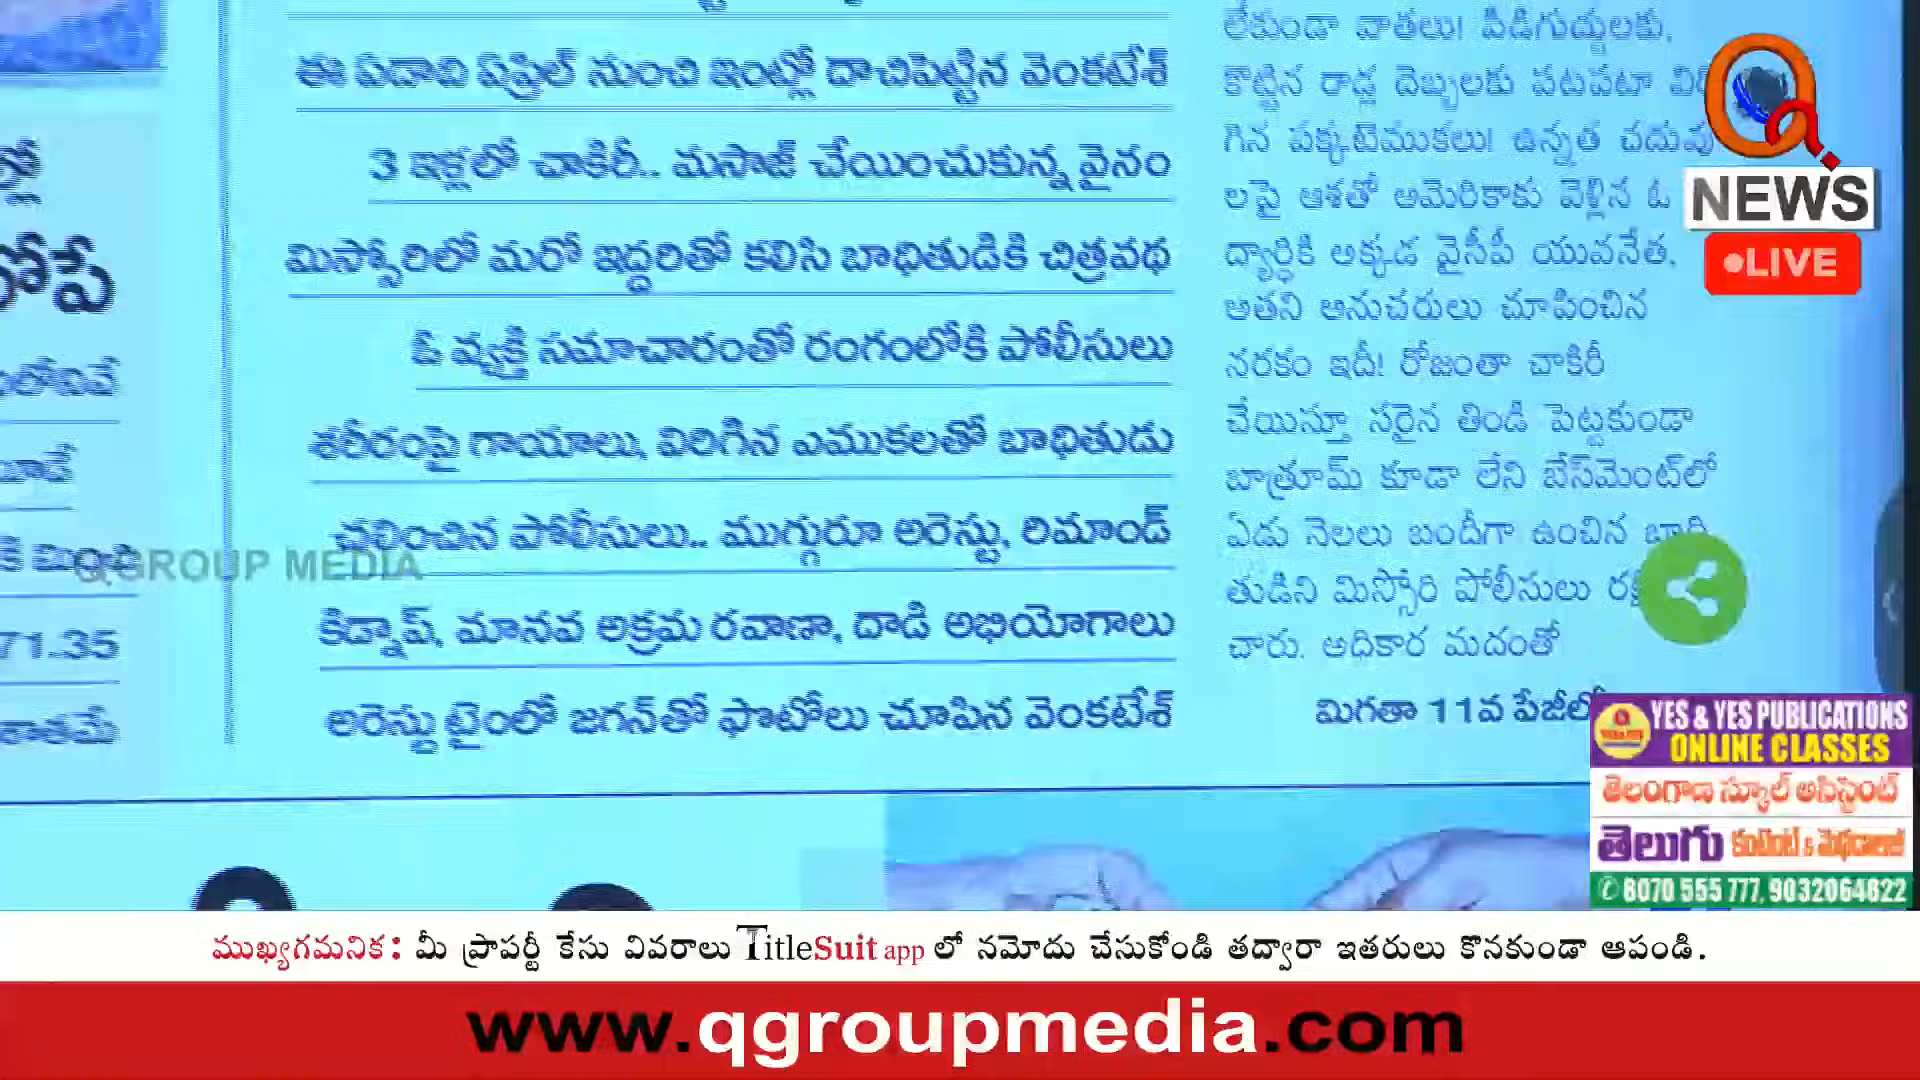 ఈ ఏడాది ఏప్రిల్ నుంచి ఇంట్లో దాచిపెట్టిన వెంకటేశ్
3 ఇళ్లలో చాకిరీ.. మసాజ్ చేయించుకున్న వైనం
మిస్సోరిలో మరో ఇద్దరితో కలిసి బాధితుడికి చిత్రవధ
ఓ వ్యక్తి సమాచారంతో రంగంలోకి పోలీసులు
శరీరంపై గాయాలు, విరిగిన ఎముకలతో బాధితుడు
చలించిన పోలీసులు.. ముగ్గురూ అరెస్టు, రిమాండ్
కిడ్నాప్, మానవ అక్రమ రవాణా, దాడి అభియోగాలు
అరెస్టు టైంలో జగన్‌తో ఫొటోలు చూపిన వెంకటేశ్
లేకుండా వాతలు! పిడిగుద్దులకు,
కొట్టిన రాడ్ల దెబ్బలకు పటపటా
గిన పక్కటెముకలు! ఉన్నత చదువు
లపై ఆశతో అమెరికాకు వెళ్లిన ఓ
ద్యార్థికి అక్కడ వైసీపీ యువనేత,
అతని అనుచరులు చూపించిన
నరకం ఇదీ! రోజంతా చాకిరీ
చేయిస్తూ సరైన తిండి పెట్టకుండా
బాత్రూమ్ కూడా లేని బేస్‌మెంట్‌లో
ఏడు నెలలు బందీగా ఉంచిన
తుడిని మిస్సోరి పోలీసులు
చారు. అధికార మదంతో
మిగతా 11వ పేజీలో
71.35
Q GROUP MEDIA
Q
NEWS
LIVE
YES & YES PUBLICATIONS
ONLINE CLASSES
తెలంగాణ స్కూల్ అసిస్టెంట్
తెలుగు కంటెంట్ & మెథడాలజీ
8070 555 777, 9032064822
ముఖ్యగమనిక: మీ ప్రాపర్టీ కేసు వివరాలు TitleSuit app లో నమోదు చేసుకోండి తద్వారా ఇతరులు కొనకుండా ఆపండి.
www.qgroupmedia.com